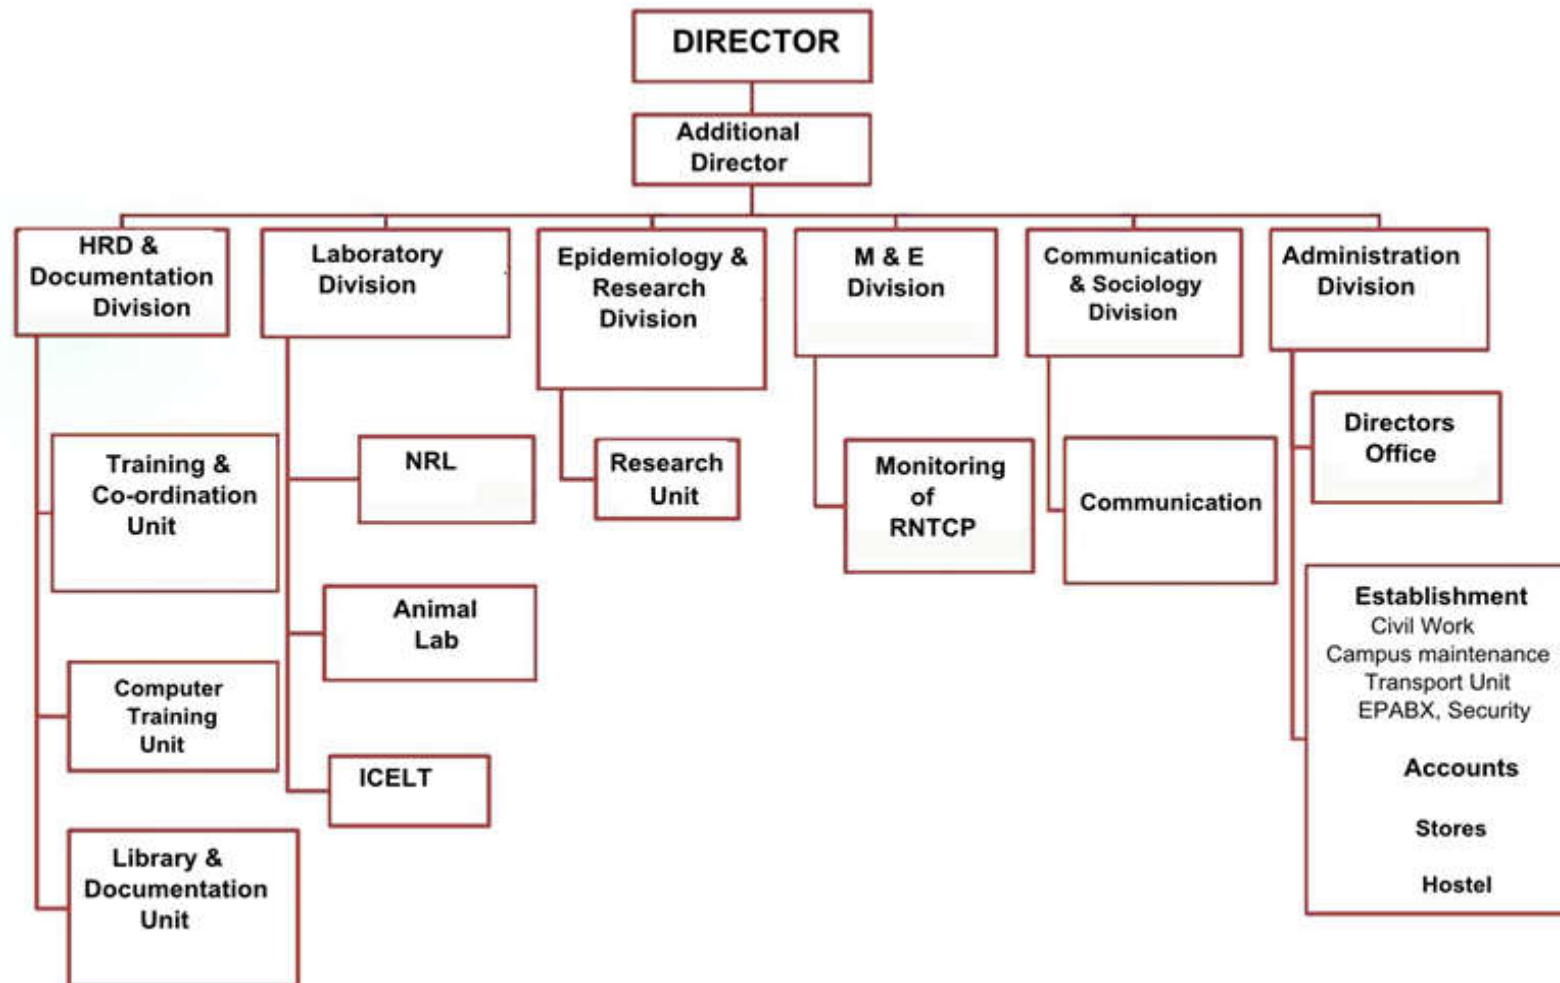 DIRECTOR
Additional
Director
HRD &
Documentation
Division
Laboratory
Division
Epidemiology &
Research
Division
M & E
Division
Communication
& Sociology
Division
Administration
Division
Training &
Co-ordination
Unit
Computer
Training
Unit
Library &
Documentation
Unit
NRL
Animal
Lab
ICELT
Research
Unit
Monitoring
of
RNTCP
Communication
Directors
Office
Establishment
Civil Work
Campus maintenance
Transport Unit
EPABX, Security
Accounts
Stores
Hostel